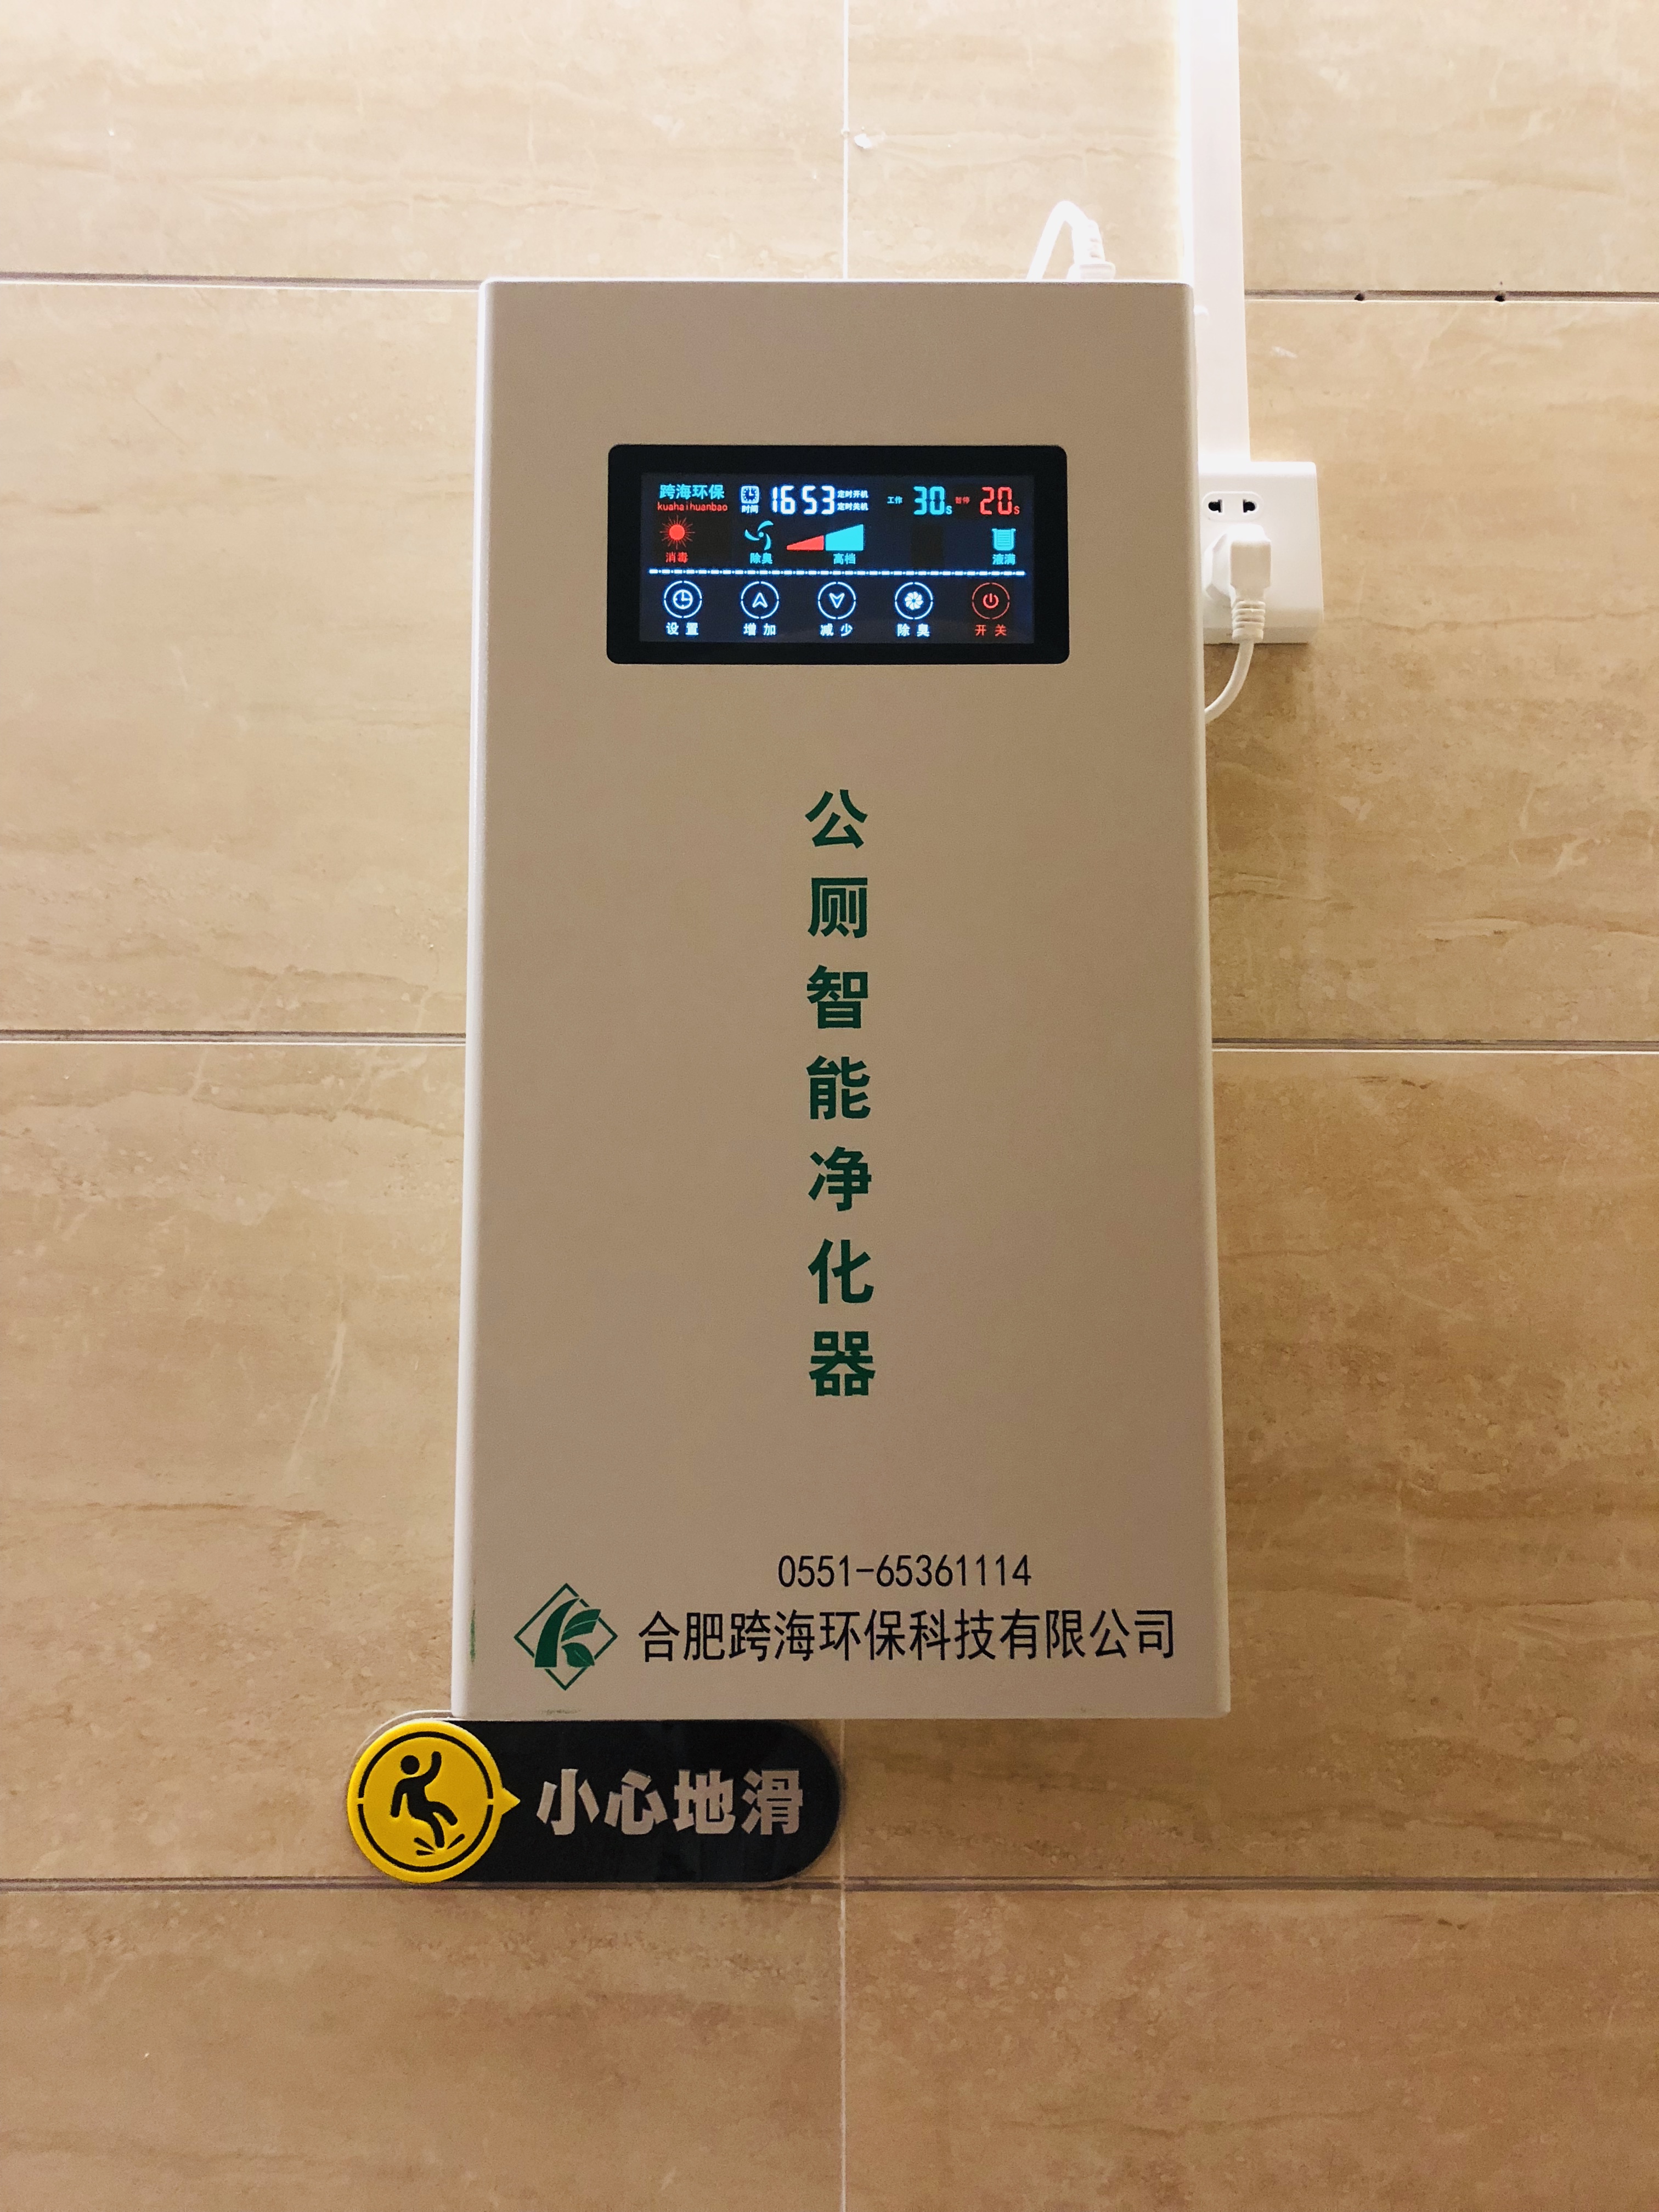 跨海环保 时间 16 53 定时开机 工作 30s 暂停 20s
kuahaihuanbao 定时关机
消毒 除臭 高档 液满
设置 增加 减少 除臭 开关
公厕智能净化器
0551-65361114
合肥跨海环保科技有限公司
小心地滑